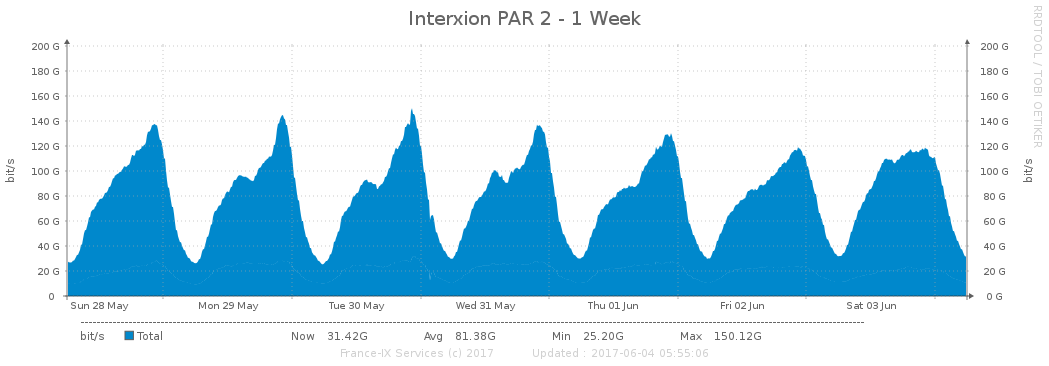 Interxion PAR 2 - 1 Week
RRDTOOL / TOBI OETIKER
200 G 200 G
180 G 180 G
160 G 160 G
140 G 140 G
120 G 120 G
100 G 100 G
80 G 80 G
60 G 60 G
40 G 40 G
20 G 20 G
0 0 G
bit/s
bit/s
Sun 28 May Mon 29 May Tue 30 May Wed 31 May Thu 01 Jun Fri 02 Jun Sat 03 Jun
bit/s Total Now 31.42G Avg 81.38G Min 25.20G Max 150.12G
France-IX Services (c) 2017 Updated : 2017-06-04 05:55:06